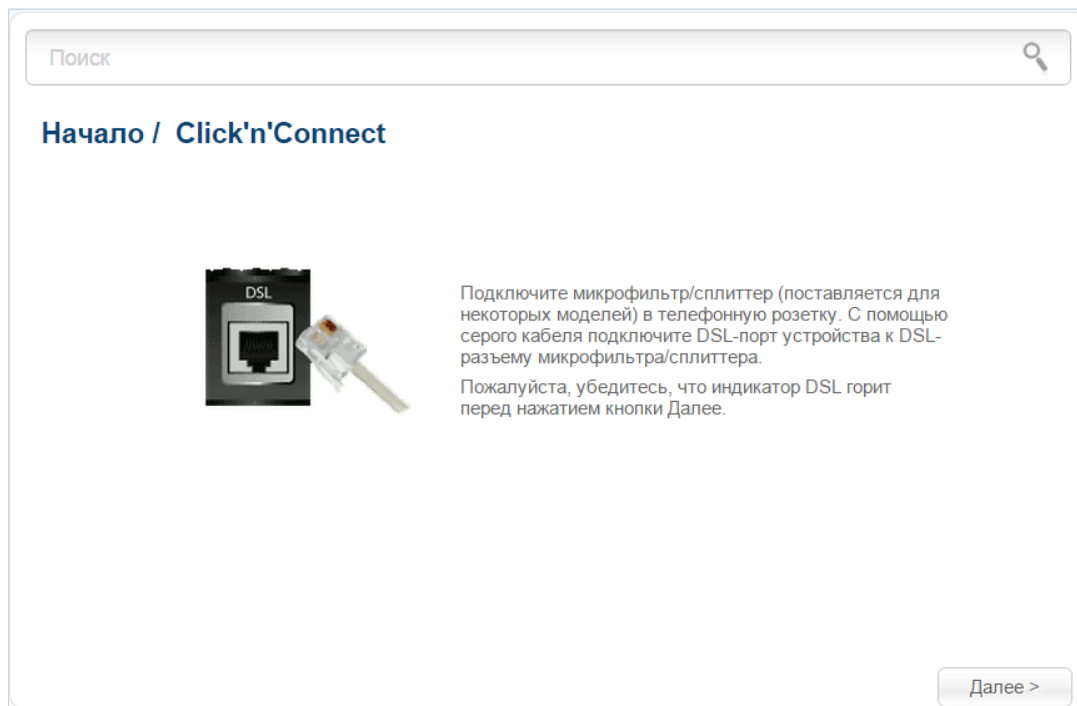 Поиск
Начало / Click'n'Connect
DSL
Подключите микрофильтр/сплиттер (поставляется для
некоторых моделей) в телефонную розетку. С помощью
серого кабеля подключите DSL-порт устройства к DSL-
разъему микрофильтра/сплиттера.
Пожалуйста, убедитесь, что индикатор DSL горит
перед нажатием кнопки Далее.
Далее >